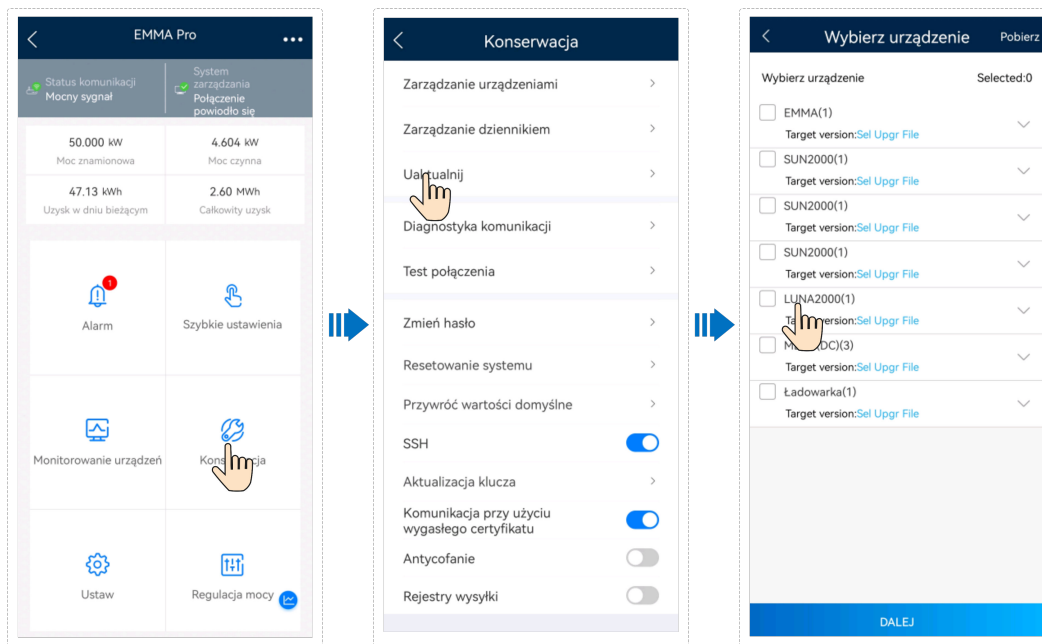 EMMA Pro
Status komunikacji
Mocny sygnał
System
zarządzania
Połączenie
powiodło się
50.000 kW
Moc znamionowa
4.604 kW
Moc czynna
47.13 kWh
Uzysk w dniu bieżącym
2.60 MWh
Całkowity uzysk
1
Alarm
Szybkie ustawienia
Monitorowanie urządzeń
Ustaw
Regulacja mocy
Konserwacja
Zarządzanie urządzeniami
Zarządzanie dziennikiem
Diagnostyka komunikacji
Test połączenia
Zmień hasło
Resetowanie systemu
Przywróć wartości domyślne
SSH
Aktualizacja klucza
Komunikacja przy użyciu
wygasłego certyfikatu
Antycofanie
Rejestry wysyłki
Wybierz urządzenie
Pobierz
Wybierz urządzenie
Selected:0
EMMA(1)
Target version:Sel Upgr File
SUN2000(1)
Target version:Sel Upgr File
SUN2000(1)
Target version:Sel Upgr File
SUN2000(1)
Target version:Sel Upgr File
LUNA2000(1)
version:Sel Upgr File
Target version:Sel Upgr File
Ładowarka(1)
Target version:Sel Upgr File
DALEJ